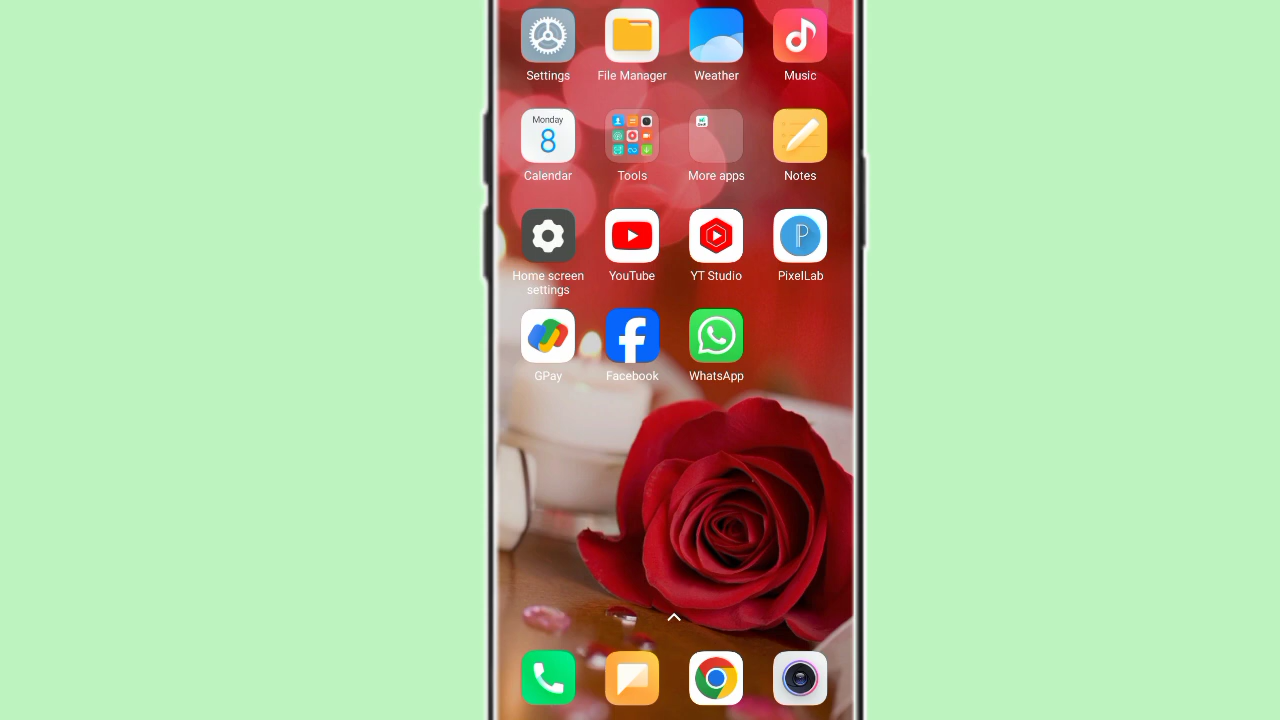 Settings
File Manager
Weather
Music
Monday
8
Calendar
Tools
More apps
Notes
Home screen
settings
YouTube
YT Studio
PixelLab
GPay
Facebook
WhatsApp